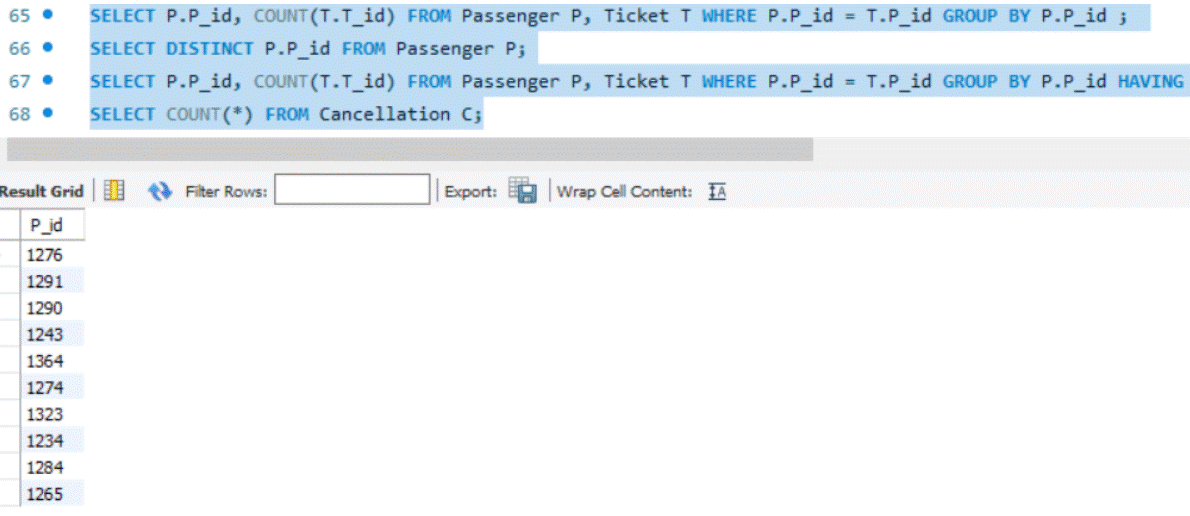 65 SELECT P.P_id, COUNT(T.T_id) FROM Passenger P, Ticket T WHERE P.P_id = T.P_id GROUP BY P.P_id ;
66 SELECT DISTINCT P.P_id FROM Passenger P;
67 SELECT P.P_id, COUNT(T.T_id) FROM Passenger P, Ticket T WHERE P.P_id = T.P_id GROUP BY P.P_id HAVING
68 SELECT COUNT(*) FROM Cancellation C;
Result Grid Filter Rows: Export: Wrap Cell Content: IA
P_id
1276
1291
1290
1243
1364
1274
1323
1234
1284
1265